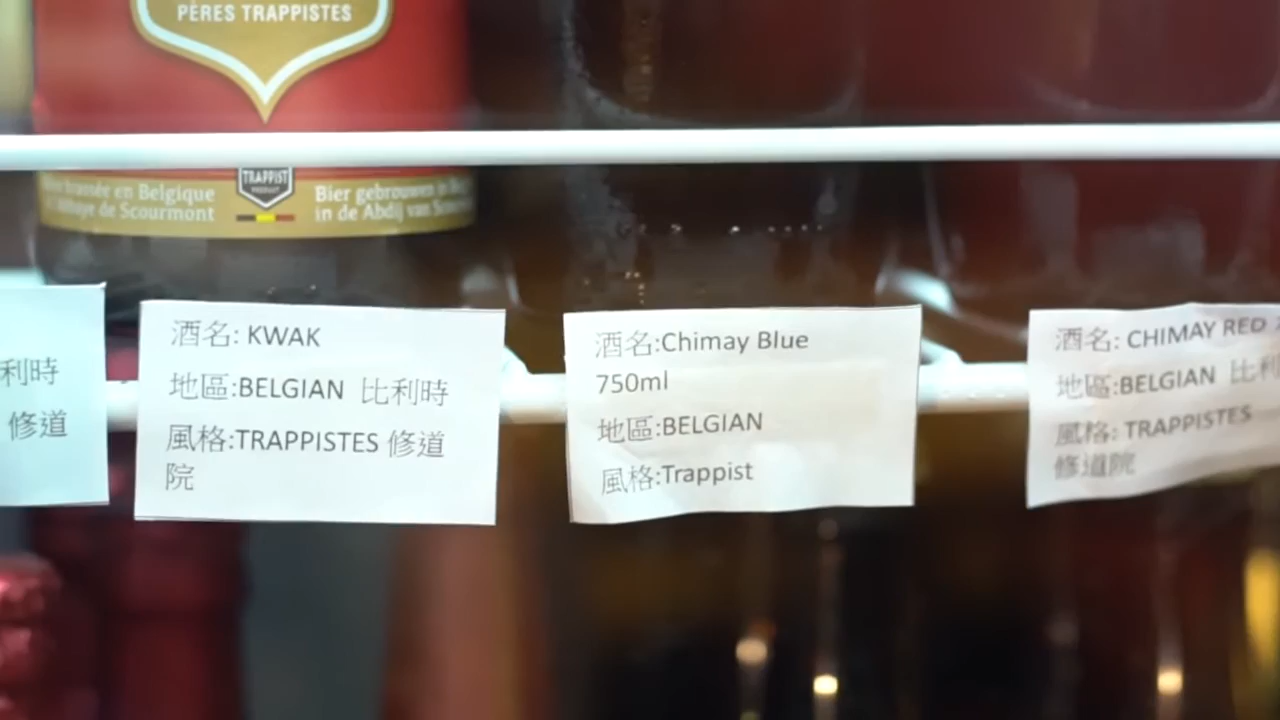 PÈRES TRAPPISTES
TRAPPIST
brassée en Belgique
Abbaye de Scourmont
Bier gebrouwen in
in de Abdij van
利時
修道
酒名: KWAK
地區:BELGIAN 比利時
風格:TRAPPISTES 修道
院
酒名:Chimay Blue
750ml
地區:BELGIAN
風格:Trappist
酒名: CHIMAY RED
地區:BELGIAN 比利
風格: TRAPPISTES
修道院